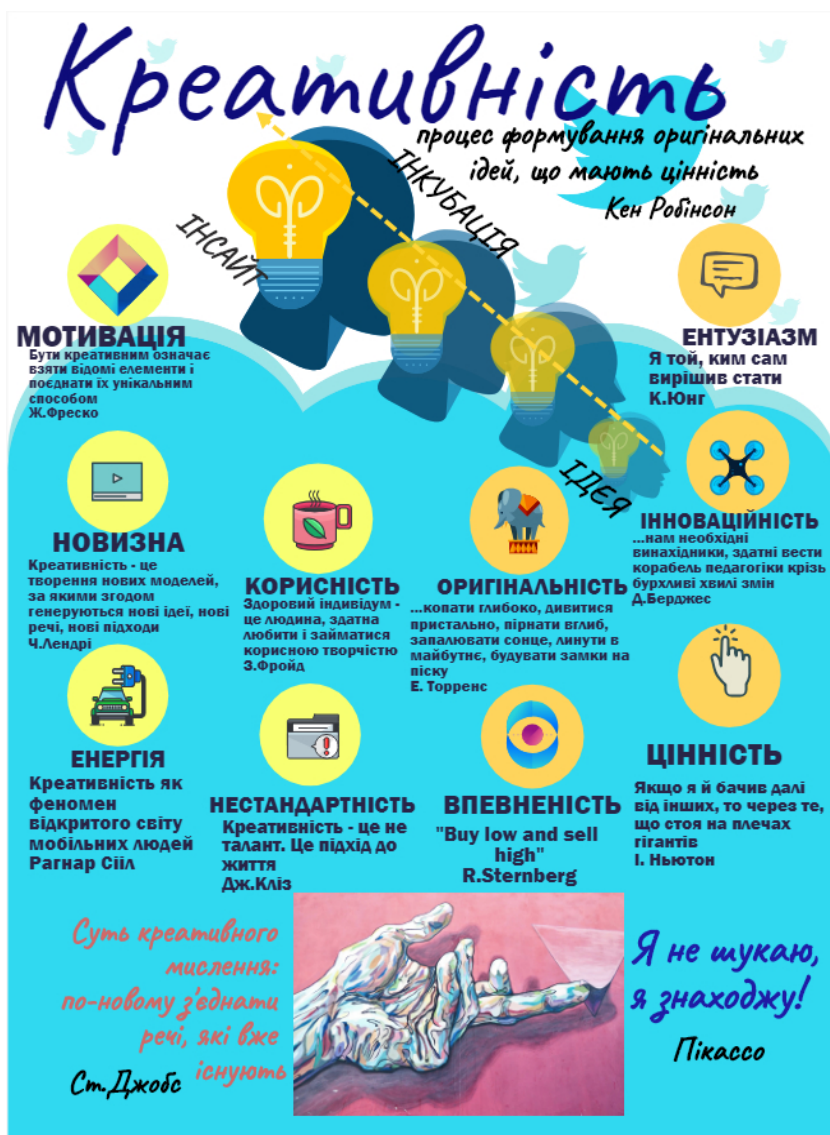 Креативність
процес формування оригінальних
ідей, що мають цінність
Кен Робінсон
ІНСАЙТ
ІНКУБАЦІЯ
ІДЕЯ
МОТИВАЦІЯ
Бути креативним означає
взяти відомі елементи і
поєднати їх унікальним
способом
Ж.Фреско
ЕНТУЗІАЗМ
Я той, ким сам
вирішив стати
К.Юнг
НОВИЗНА
Креативність - це
творення нових моделей,
за якими згодом
генеруються нові ідеї, нові
речі, нові підходи
Ч.Лендрі
КОРИСНІСТЬ
Здоровий індивідум -
це людина, здатна
любити і займатися
корисною творчістю
З.Фройд
ОРИГІНАЛЬНІСТЬ
...копати глибоко, дивитися
пристально, пірнати вглиб,
запалювати сонце, линути в
майбутнє, будувати замки на
піску
Е. Торренс
ІННОВАЦІЙНІСТЬ
...нам необхідні
винахідники, здатні вести
корабель педагогіки крізь
бурхливі хвилі змін
Д.Берджес
ЕНЕРГІЯ
Креативність як
феномен
відкритого світу
мобільних людей
Рагнар Сііл
НЕСТАНДАРТНІСТЬ
Креативність - це не
талант. Це підхід до
життя
Дж.Кліз
ВПЕВНЕНІСТЬ
"Buy low and sell
high"
R.Sternberg
ЦІННІСТЬ
Якщо я й бачив далі
від інших, то через те,
що стоя на плечах
гігантів
І. Ньютон
Суть креативного
мислення:
по-новому з'єднати
речі, які вже
існують
Ст.Джобс
Я не шукаю,
я знаходжу!
Пікассо